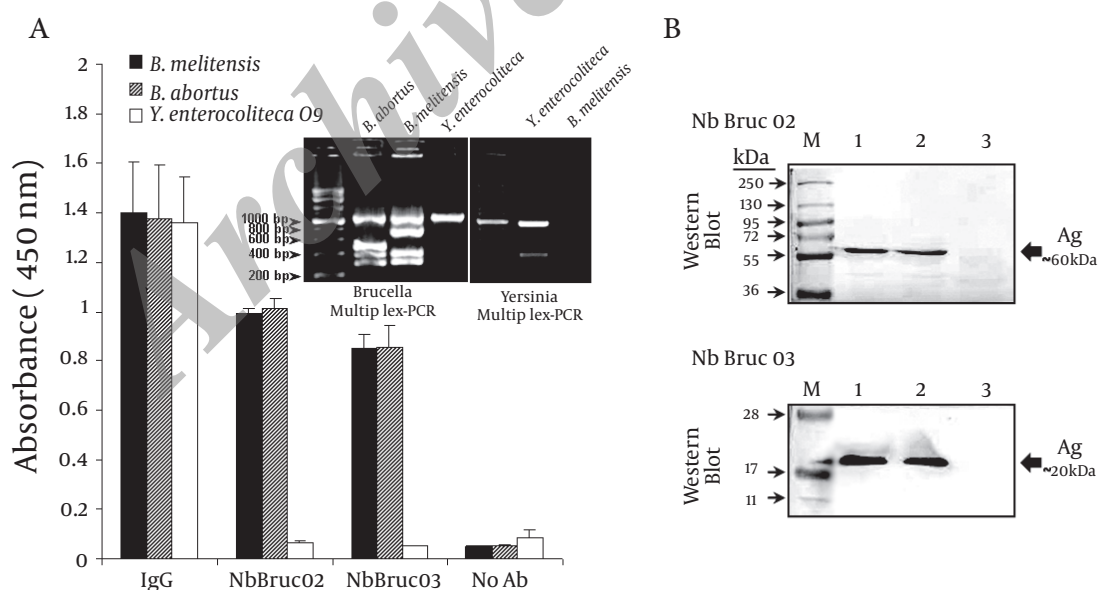 A
B
2
1.8
1.6
1.4
1.2
1
0.8
0.6
0.4
0.2
0
Absorbance ( 450 nm)
B. melitensis
B. abortus
Y. enterocoliteca O9
Archive
B. abortus
B. melitensis
Y. enterocoliteca
Y. enterocoliteca
B. melitensis
1000 bp
800 bp
600 bp
400 bp
200 bp
Brucella
Multip lex-PCR
Yersinia
Multip lex-PCR
IgG
NbBruc02
NbBruc03
No Ab
Nb Bruc 02
kDa
M 1 2 3
250
130
95
72
55
36
Western
Blot
Ag
~60kDa
Nb Bruc 03
M 1 2 3
28
17
11
Western
Blot
Ag
~20kDa